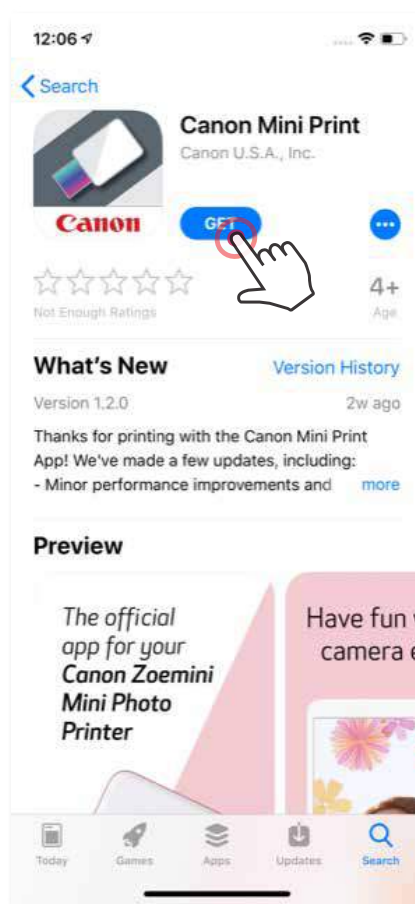 12:06
Search
Canon Mini Print
Canon U.S.A., Inc.
Canon
GET
Not Enough Ratings
4+
Age
What's New
Version History
Version 1.2.0
2w ago
Thanks for printing with the Canon Mini Print
App! We've made a few updates, including:
- Minor performance improvements and more
Preview
The official
app for your
Canon Zoemini
Mini Photo
Printer
Have fun
camera e
Today
Games
Apps
Updates
Search